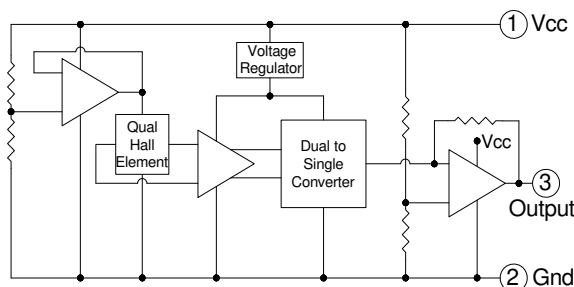 1 Vcc
Voltage
Regulator
Qual
Hall
Element
Dual to
Single
Converter
Vcc
3
Output
2 Gnd